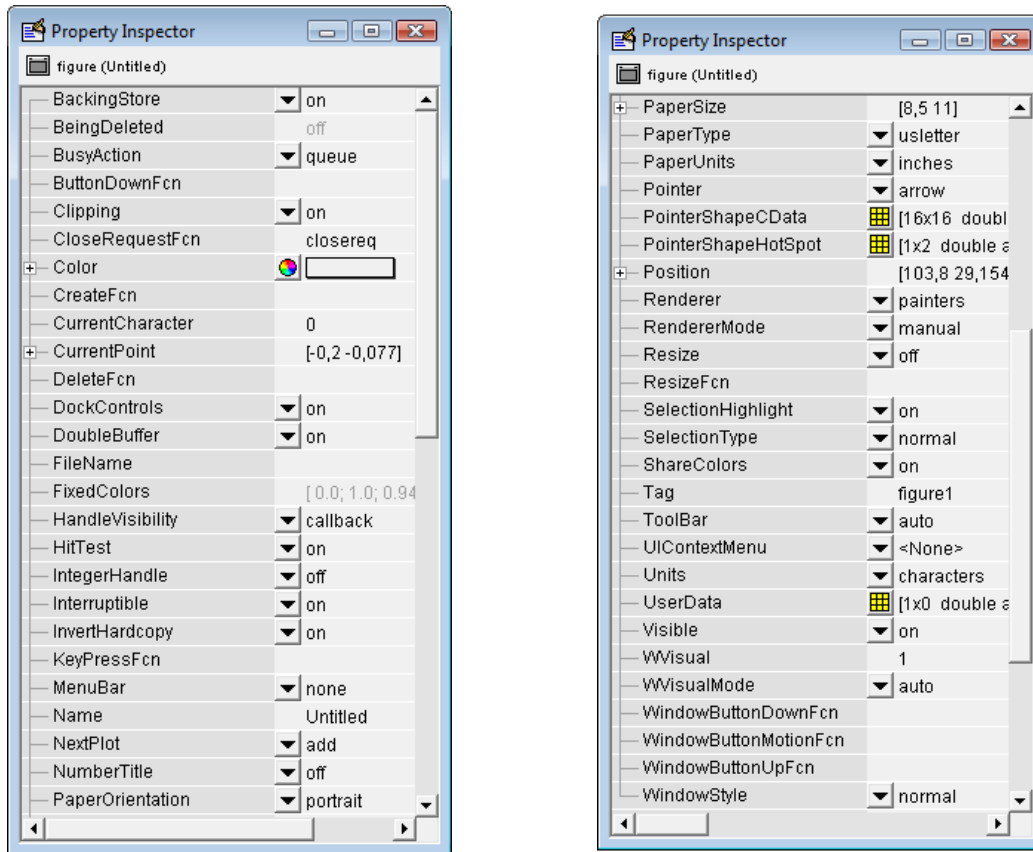 Property Inspector
figure (Untitled)
BackingStore on
BeingDeleted off
BusyAction queue
ButtonDownFcn
Clipping on
CloseRequestFcn closereq
Color
CreateFcn
CurrentCharacter 0
CurrentPoint [-0,2 -0,077]
DeleteFcn
DockControls on
DoubleBuffer on
FileName
FixedColors [ 0.0; 1.0; 0.94
HandleVisibility callback
HitTest on
IntegerHandle off
Interruptible on
InvertHardcopy on
KeyPressFcn
MenuBar none
Name Untitled
NextPlot add
NumberTitle off
PaperOrientation portrait
Property Inspector
figure (Untitled)
PaperSize [8,5 11]
PaperType usletter
PaperUnits inches
Pointer arrow
PointerShapeCData [16x16 doubl
PointerShapeHotSpot [1x2 double a
Position [103,8 29,154
Renderer painters
RendererMode manual
Resize off
ResizeFcn
SelectionHighlight on
SelectionType normal
ShareColors on
Tag figure1
ToolBar auto
UIContextMenu <None>
Units characters
UserData [1x0 double a
Visible on
WVisual 1
WVisualMode auto
WindowButtonDownFcn
WindowButtonMotionFcn
WindowButtonUpFcn
WindowStyle normal